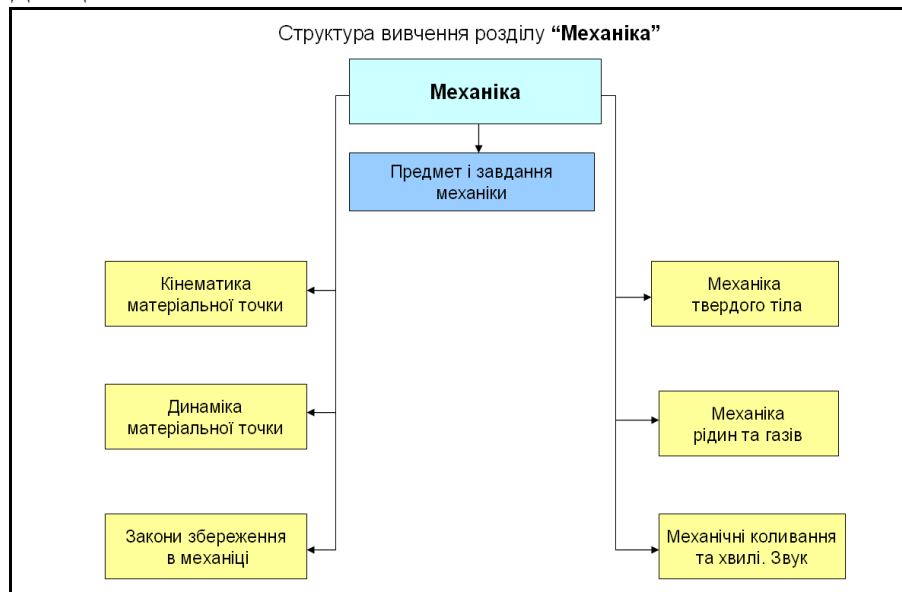 Структура вивчення розділу “Механіка”
Механіка
Предмет і завдання
механіки
Кінематика
матеріальної точки
Динаміка
матеріальної точки
Закони збереження
в механіці
Механіка
твердого тіла
Механіка
рідин та газів
Механічні коливання
та хвилі. Звук